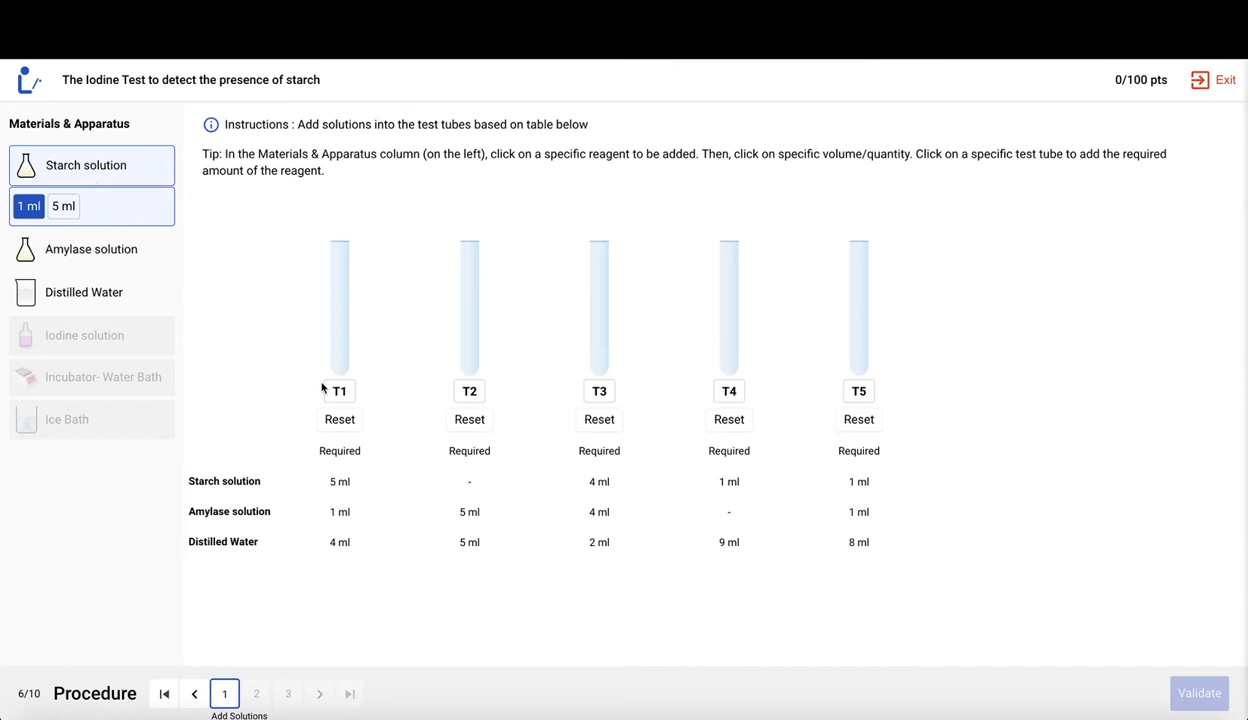 The Iodine Test to detect the presence of starch
0/100 pts
Exit
Materials & Apparatus
Starch solution
1 ml 5 ml
Amylase solution
Distilled Water
Iodine solution
Incubator- Water Bath
Ice Bath
Instructions : Add solutions into the test tubes based on table below
Tip: In the Materials & Apparatus column (on the left), click on a specific reagent to be added. Then, click on specific volume/quantity. Click on a specific test tube to add the required
amount of the reagent.
T1 T2 T3 T4 T5
Reset Reset Reset Reset Reset
Required Required Required Required Required
Starch solution 5 ml - 4 ml 1 ml 1 ml
Amylase solution 1 ml 5 ml 4 ml - 1 ml
Distilled Water 4 ml 5 ml 2 ml 9 ml 8 ml
6/10 Procedure 1 2 3 Validate
Add Solutions